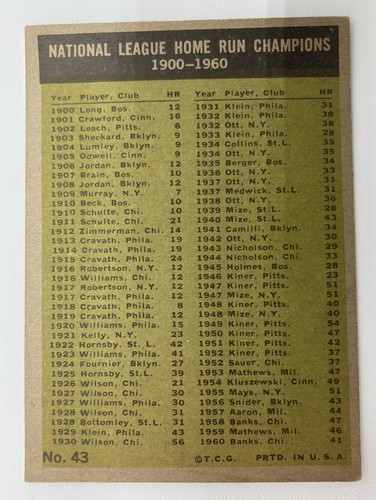 NATIONAL LEAGUE HOME RUN CHAMPIONS
1900–1960
Year Player, Club HR
1900 Long, Bos. 12
1901 Crawford, Cinn. 16
1902 Leach, Pitts. 6
1903 Sheckard, Bklyn. 9
1904 Lumley, Bklyn. 9
1905 Odwell, Cinn. 9
1906 Jordan, Bklyn. 12
1907 Brain, Bos. 10
1908 Jordan, Bklyn. 12
1909 Murray, N.Y. 7
1910 Beck, Bos. 10
1910 Schulte, Chi. 10
1911 Schulte, Chi. 21
1912 Zimmerman, Chi. 14
1913 Cravath, Phila. 19
1914 Cravath, Phila. 19
1915 Cravath, Phila. 24
1916 Robertson, N.Y. 12
1916 Williams, Chi. 12
1917 Robertson, N.Y. 12
1917 Cravath, Chi. 12
1918 Cravath, Phila. 8
1919 Cravath, Phila. 12
1920 Williams, Phila. 15
1921 Kelly, N.Y. 23
1922 Hornsby, St. L. 42
1923 Williams, Phila. 41
1924 Fournier, Bklyn. 27
1925 Hornsby, St.L. 39
1926 Wilson, Chi. 21
1927 Wilson, Chi. 30
1927 Williams, Phila. 30
1928 Wilson, Chi. 31
1928 Bottomley, St.L. 31
1929 Klein, Phila. 43
1930 Wilson, Chi. 56
Year Player, Club HR
1931 Klein, Phila. 31
1932 Klein, Phila. 38
1932 Ott, N.Y. 38
1933 Klein, Phila. 28
1934 Collins, St.L. 35
1934 Ott, N.Y. 35
1935 Berger, Bos. 34
1936 Ott, N.Y. 33
1937 Ott, N.Y. 31
1937 Medwick, St.L. 31
1938 Ott, N.Y. 36
1939 Mize, St.L. 28
1940 Mize, St.L. 43
1941 Camilli, Bklyn. 34
1942 Ott, N.Y. 30
1943 Nicholson, Chi. 29
1944 Nicholson, Chi. 33
1945 Holmes, Bos. 28
1946 Kiner, Pitts. 23
1947 Kiner, Pitts. 51
1947 Mize, N.Y. 51
1948 Kiner, Pitts. 40
1948 Mize, N.Y. 40
1949 Kiner, Pitts. 54
1950 Kiner, Pitts. 47
1951 Kiner, Pitts. 42
1952 Kiner, Pitts. 37
1952 Sauer, Chi. 37
1953 Mathews, Mil. 47
1954 Kluszewski, Cinn. 49
1955 Mays, N.Y. 51
1956 Snider, Bklyn. 43
1957 Aaron, Mil. 44
1958 Banks, Chi. 47
1959 Mathews, Mil. 46
1960 Banks, Chi. 41
No. 43 ©T.C.G. PRTD. IN U.S.A.